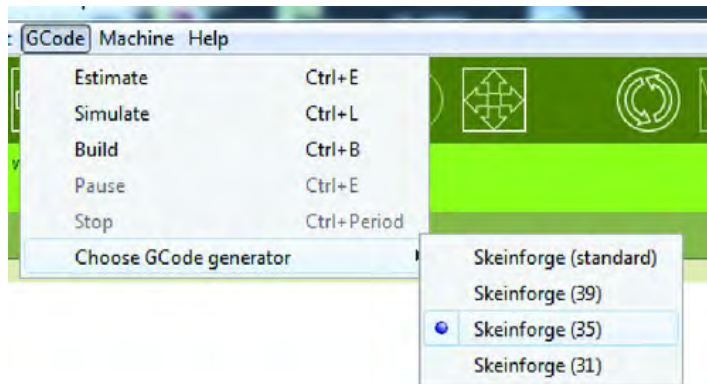 GCode Machine Help
Estimate Ctrl+E
Simulate Ctrl+L
Build Ctrl+B
Pause Ctrl+E
Stop Ctrl+Period
Choose GCode generator
Skeinforge (standard)
Skeinforge (39)
Skeinforge (35)
Skeinforge (31)